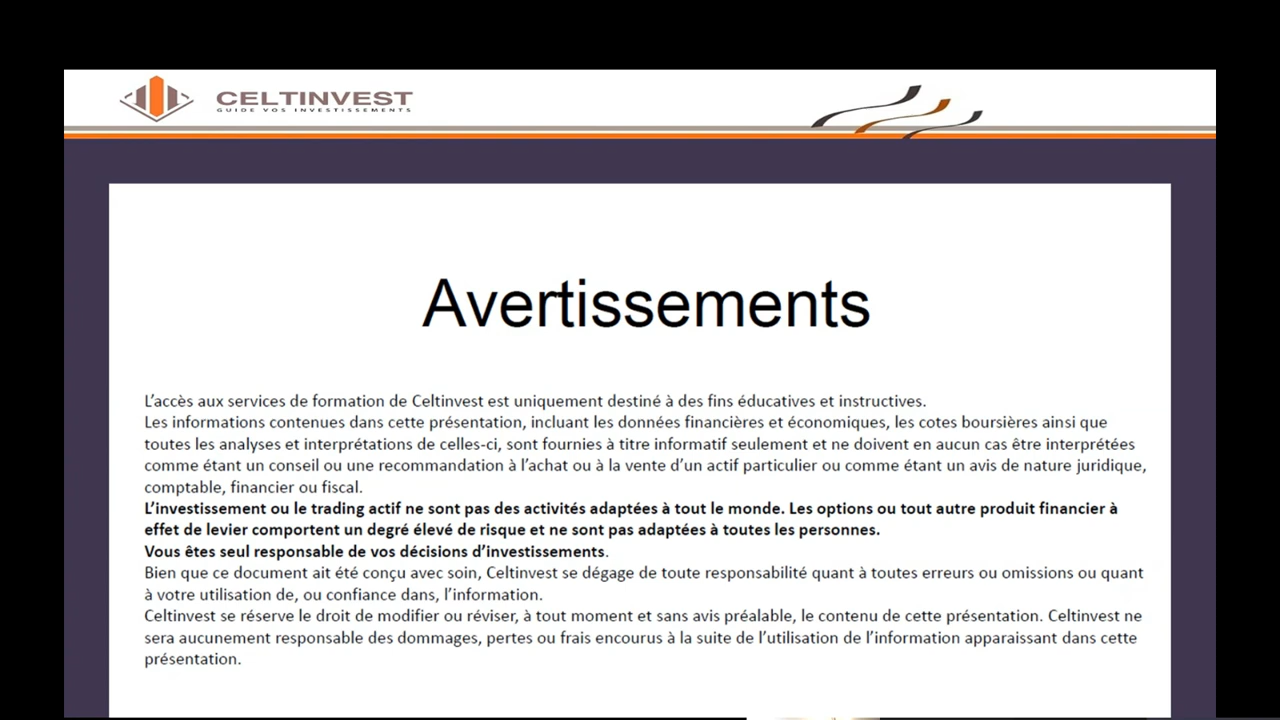 CELTINVEST
GUIDE VOS INVESTISSEMENTS
Avertissements
L'accès aux services de formation de Celtinvest est uniquement destiné à des fins éducatives et instructives.
Les informations contenues dans cette présentation, incluant les données financières et économiques, les cotes boursières ainsi que
toutes les analyses et interprétations de celles-ci, sont fournies à titre informatif seulement et ne doivent en aucun cas être interprétées
comme étant un conseil ou une recommandation à l'achat ou à la vente d'un actif particulier ou comme étant un avis de nature juridique,
comptable, financier ou fiscal.
L'investissement ou le trading actif ne sont pas des activités adaptées à tout le monde. Les options ou tout autre produit financier à
effet de levier comportent un degré élevé de risque et ne sont pas adaptées à toutes les personnes.
Vous êtes seul responsable de vos décisions d'investissements.
Bien que ce document ait été conçu avec soin, Celtinvest se dégage de toute responsabilité quant à toutes erreurs ou omissions ou quant
à votre utilisation de, ou confiance dans, l'information.
Celtinvest se réserve le droit de modifier ou réviser, à tout moment et sans avis préalable, le contenu de cette présentation. Celtinvest ne
sera aucunement responsable des dommages, pertes ou frais encourus à la suite de l'utilisation de l'information apparaissant dans cette
présentation.